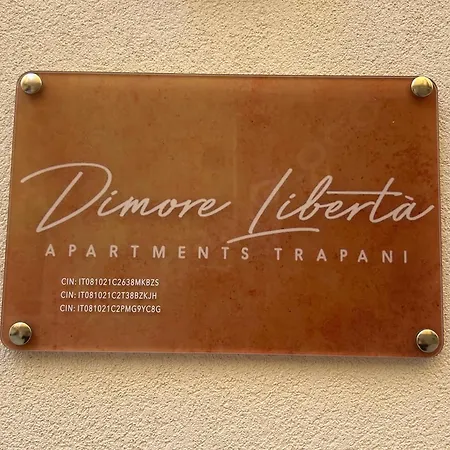 Dimore Libertà
APARTMENTS TRAPANI
CIN: IT081021C2638MKBZS
CIN: IT081021C2T38BZKJH
CIN: IT081021C2PMG9YC8G